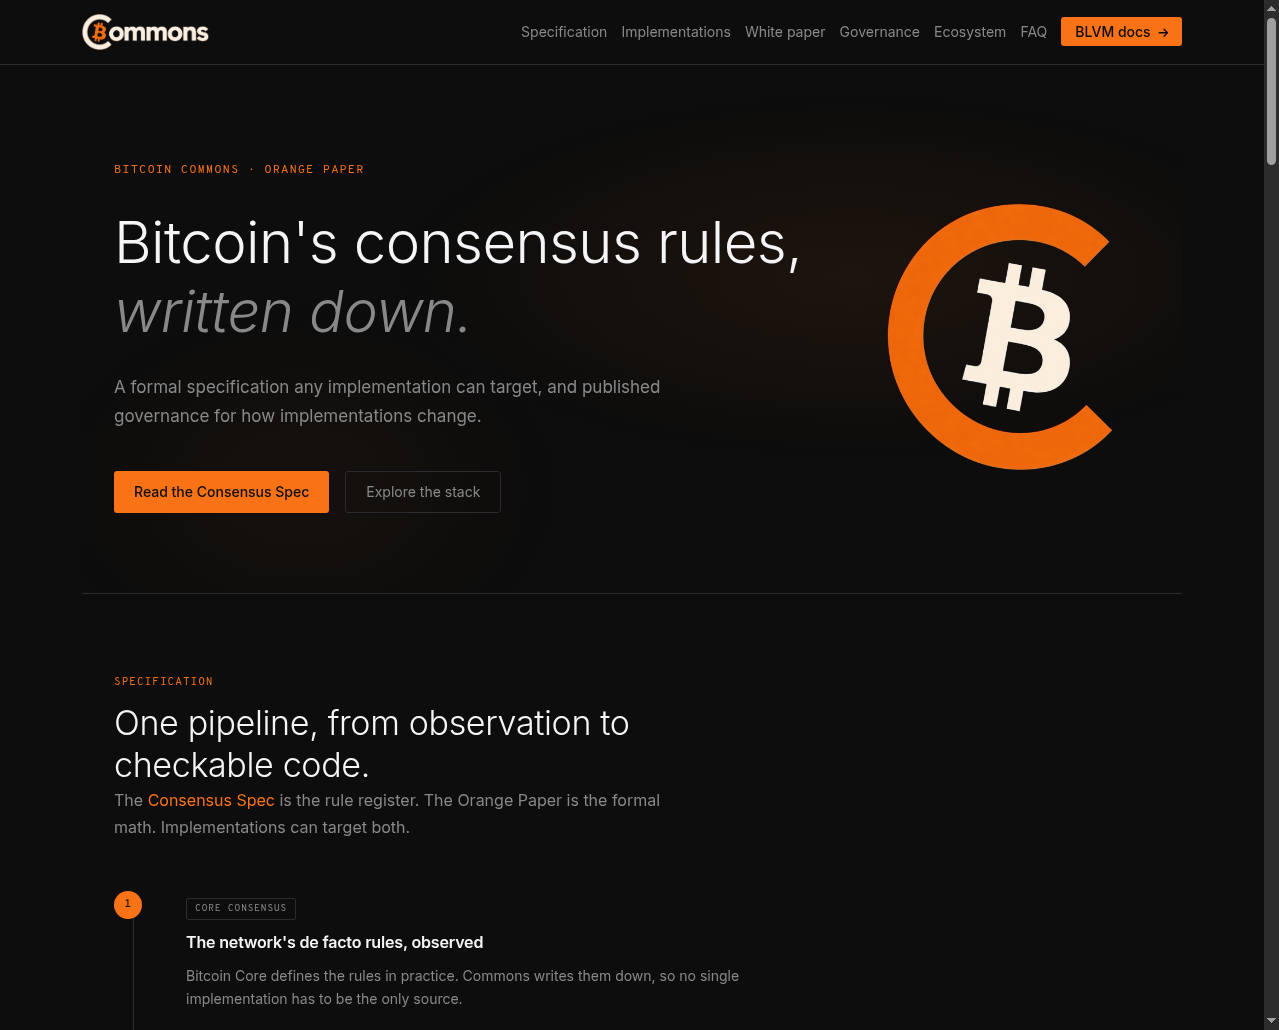 Commons
Specification Implementations White paper Governance Ecosystem FAQ BLVM docs →
BITCOIN COMMONS · ORANGE PAPER
Bitcoin's consensus rules,
written down.
A formal specification any implementation can target, and published
governance for how implementations change.
Read the Consensus Spec Explore the stack
SPECIFICATION
One pipeline, from observation to
checkable code.
The Consensus Spec is the rule register. The Orange Paper is the formal
math. Implementations can target both.
1
CORE CONSENSUS
The network's de facto rules, observed
Bitcoin Core defines the rules in practice. Commons writes them down, so no single
implementation has to be the only source.